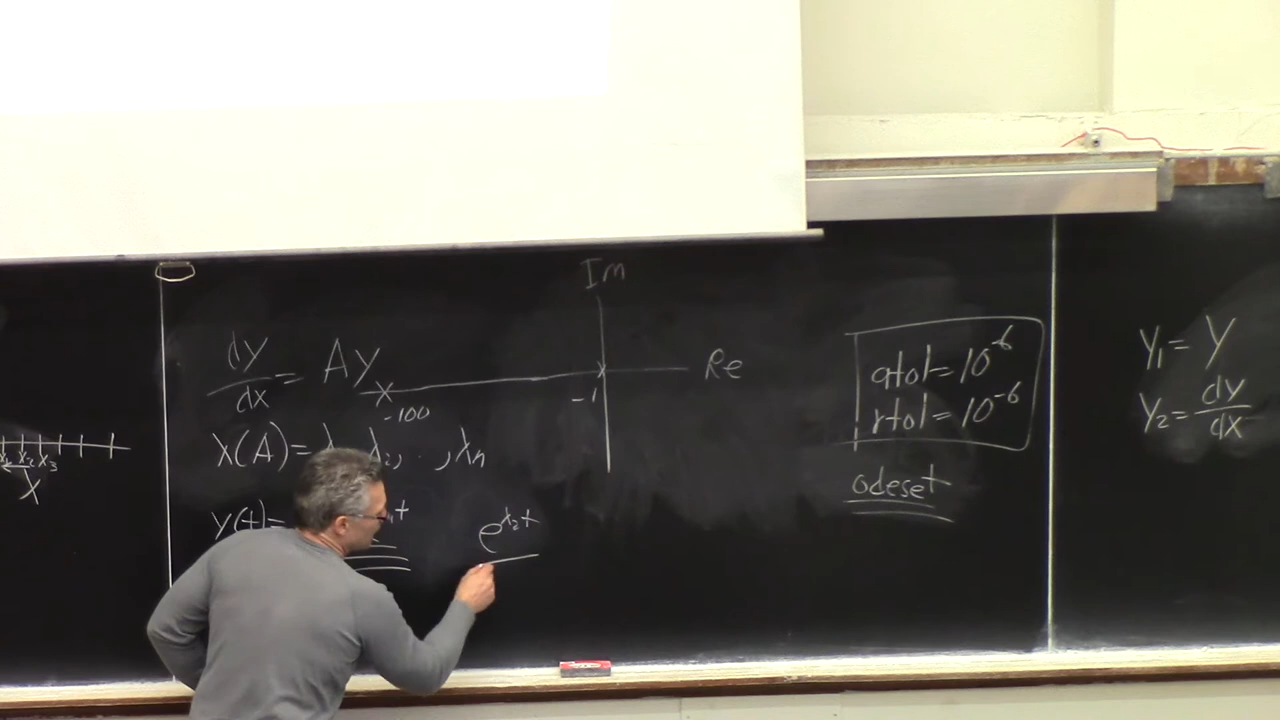 x₂ x₃
X
dy/dx = Ay
X(A) = λ₂, . , λn
y(t) =
e^λ₂t
Im
Re
-100
-1
atol = 10⁻⁶
rtol = 10⁻⁶
odeset
y₁ = y
y₂ = dy/dx